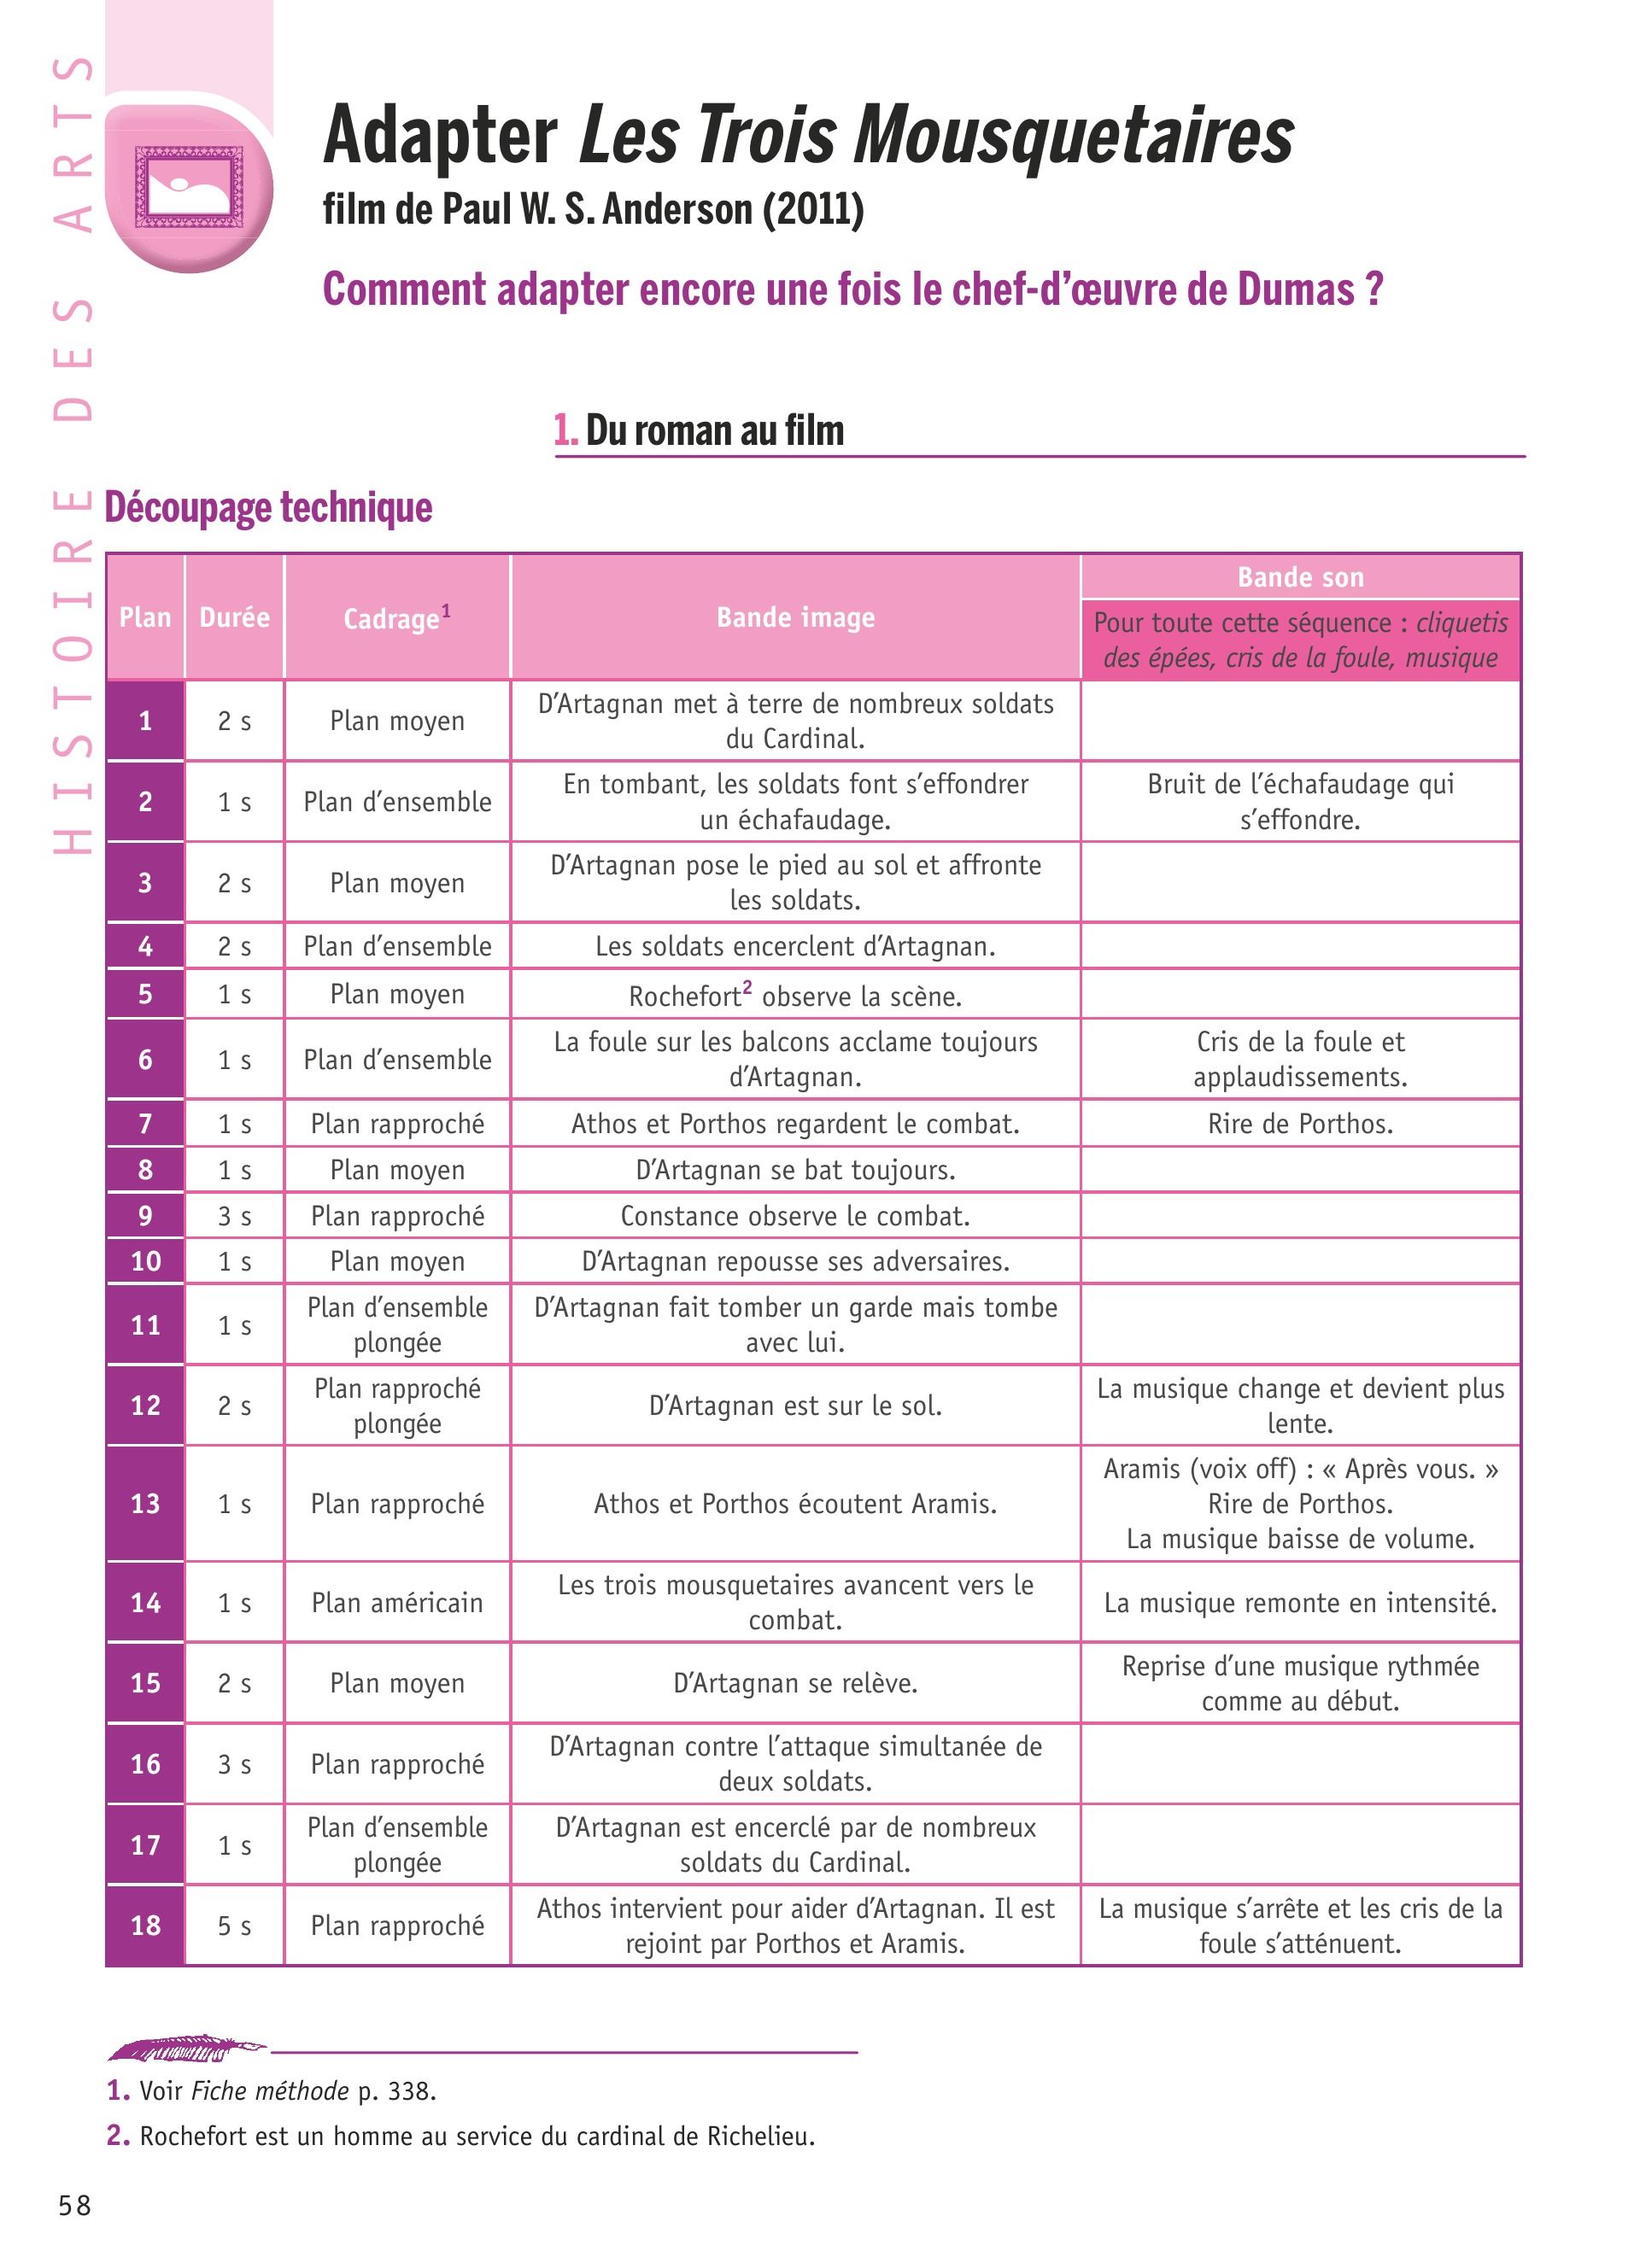 HISTOIRE DES ARTS
Adapter Les Trois Mousquetaires
film de Paul W. S. Anderson (2011)
Comment adapter encore une fois le chef-d’œuvre de Dumas ?
1. Du roman au film
Découpage technique
Plan Durée Cadrage1 Bande image Bande son
Pour toute cette séquence : cliquetis
des épées, cris de la foule, musique
1 2 s Plan moyen D’Artagnan met à terre de nombreux soldats
du Cardinal.
2 1 s Plan d’ensemble En tombant, les soldats font s’effondrer
un échafaudage.
Bruit de l’échafaudage qui
s’effondre.
3 2 s Plan moyen D’Artagnan pose le pied au sol et affronte
les soldats.
4 2 s Plan d’ensemble Les soldats encerclent d’Artagnan.
5 1 s Plan moyen Rochefort2 observe la scène.
6 1 s Plan d’ensemble La foule sur les balcons acclame toujours
d’Artagnan.
Cris de la foule et
applaudissements.
7 1 s Plan rapproché Athos et Porthos regardent le combat. Rire de Porthos.
8 1 s Plan moyen D’Artagnan se bat toujours.
9 3 s Plan rapproché Constance observe le combat.
10 1 s Plan moyen D’Artagnan repousse ses adversaires.
11 1 s Plan d’ensemble
plongée
D’Artagnan fait tomber un garde mais tombe
avec lui.
12 2 s Plan rapproché
plongée
D’Artagnan est sur le sol.
La musique change et devient plus
lente.
13 1 s Plan rapproché Athos et Porthos écoutent Aramis.
Aramis (voix off) : « Après vous. »
Rire de Porthos.
La musique baisse de volume.
14 1 s Plan américain Les trois mousquetaires avancent vers le
combat.
La musique remonte en intensité.
15 2 s Plan moyen D’Artagnan se relève.
Reprise d’une musique rythmée
comme au début.
16 3 s Plan rapproché D’Artagnan contre l’attaque simultanée de
deux soldats.
17 1 s Plan d’ensemble
plongée
D’Artagnan est encerclé par de nombreux
soldats du Cardinal.
18 5 s Plan rapproché Athos intervient pour aider d’Artagnan. Il est
rejoint par Porthos et Aramis.
La musique s’arrête et les cris de la
foule s’atténuent.
1. Voir Fiche méthode p. 338.
2. Rochefort est un homme au service du cardinal de Richelieu.
58